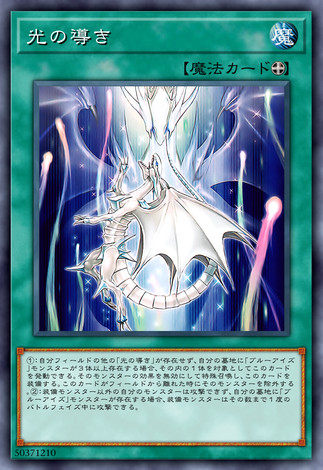 光の導き
魔
【魔法カード】
①：自分フィールドの他の「光の導き」が存在せず、自分の墓地に「ブルーアイズ」
モンスターが３体以上存在する場合、その内の１体を対象としてこのカード
を発動できる。そのモンスターの効果を無効にして特殊召喚し、このカードを
装備する。このカードがフィールドから離れた時にそのモンスターを除外する
。②：装備モンスター以外の自分のモンスターは攻撃できず、自分の墓地に「ブ
ルーアイズ」モンスターが存在する場合、装備モンスターはその数まで１度の
バトルフェイズ中に攻撃できる。
50371210